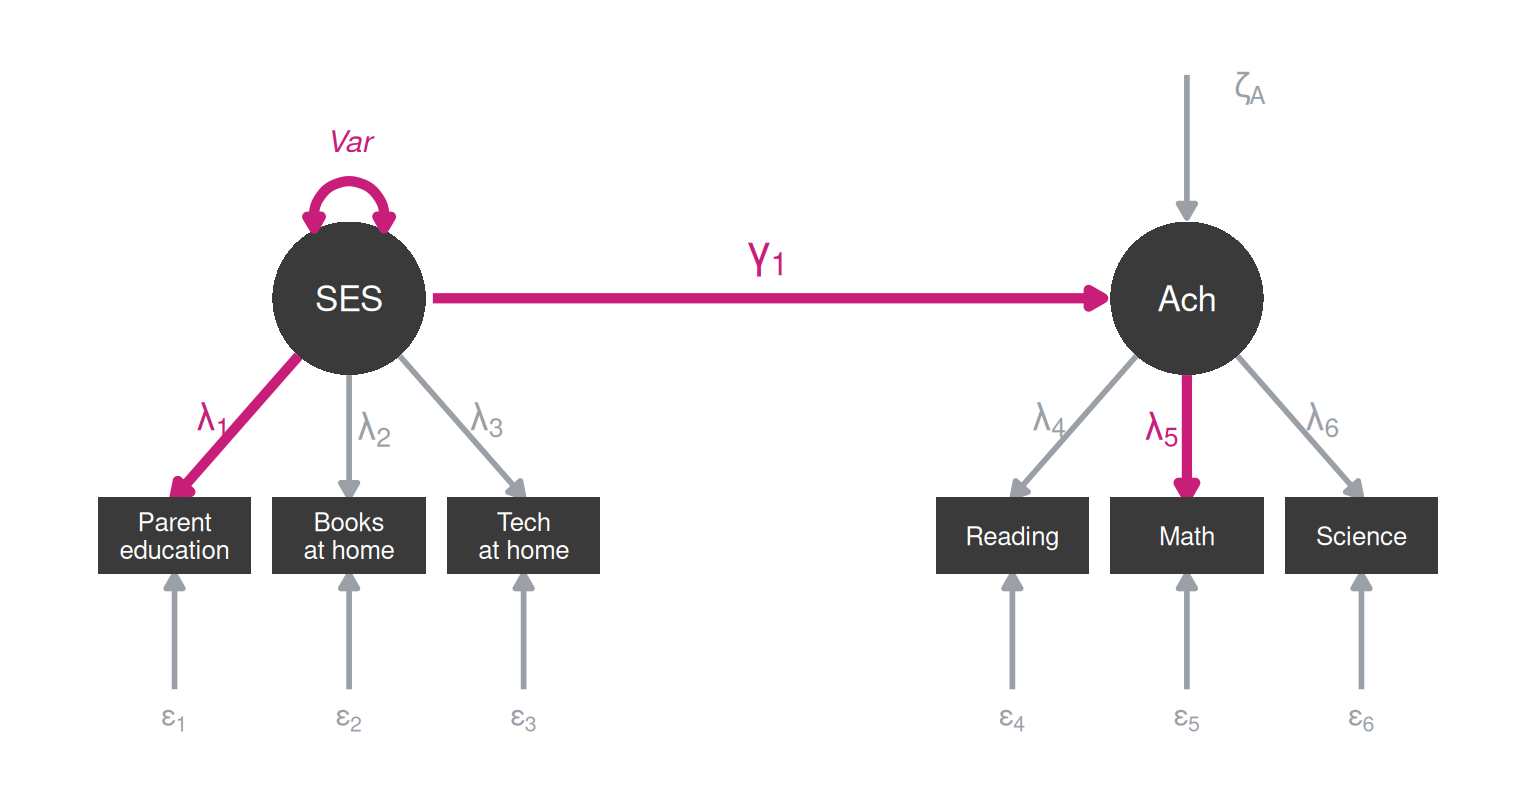 ζA
Var
γ1
SES
Ach
λ1
λ2
λ3
λ4
λ5
λ6
Parent
education
Books
at home
Tech
at home
Reading
Math
Science
ε1
ε2
ε3
ε4
ε5
ε6